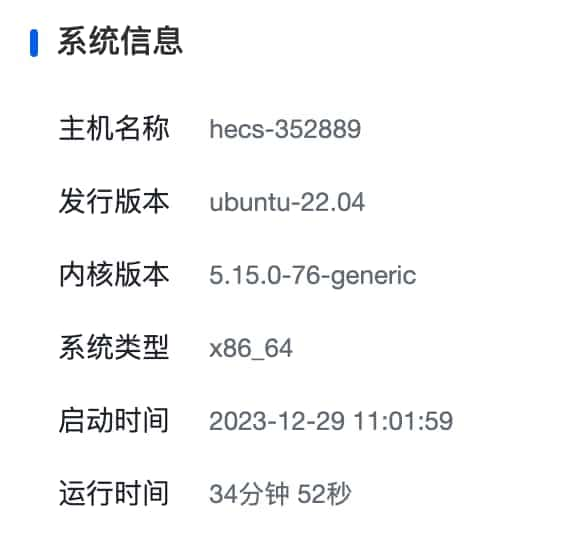 系统信息
主机名称 hecs-352889
发行版本 ubuntu-22.04
内核版本 5.15.0-76-generic
系统类型 x86_64
启动时间 2023-12-29 11:01:59
运行时间 34分钟 52秒